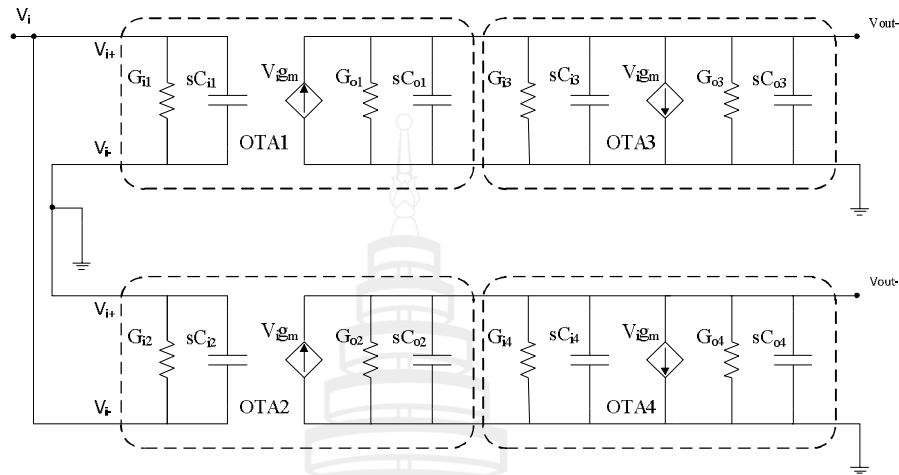 Vi
Vout-
Vi+
Gi1 sCi1 Vigm Go1 sCo1 Gi3 sCi3 Vigm Go3 sCo3
OTA1 OTA3
Vi-
Vout-
Vi+
Gi2 sCi2 Vigm Go2 sCo2 Gi4 sCi4 Vigm Go4 sCo4
Vi-
OTA2 OTA4